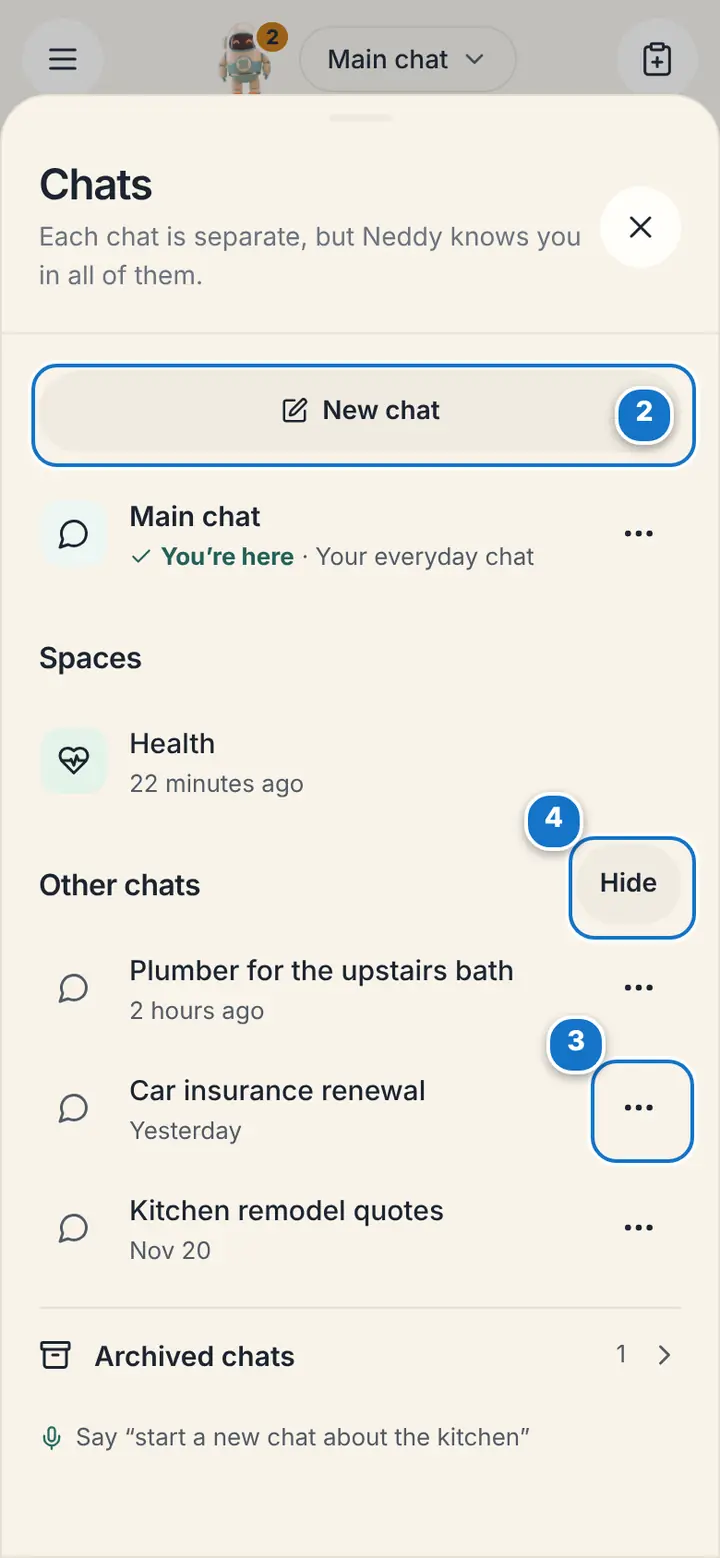 2
Main chat
Chats
Each chat is separate, but Neddy knows you
in all of them.
New chat
2
Main chat
You’re here · Your everyday chat
Spaces
Health
22 minutes ago
4
Other chats
Hide
Plumber for the upstairs bath
2 hours ago
3
Car insurance renewal
Yesterday
Kitchen remodel quotes
Nov 20
Archived chats
1
Say “start a new chat about the kitchen”